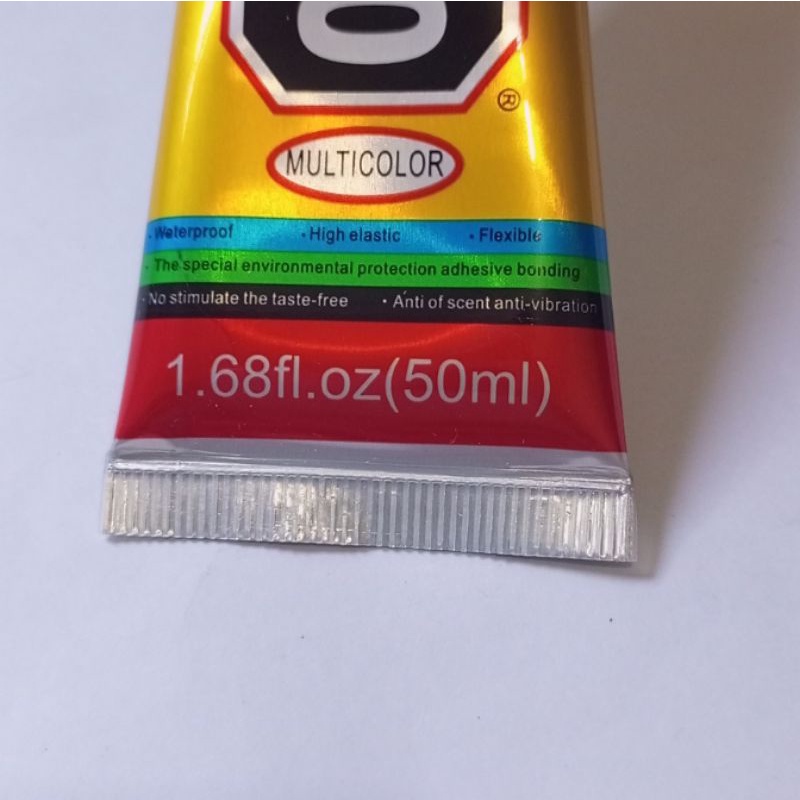 0
®
MULTICOLOR
· Waterproof · High elastic · Flexible
· The special environmental protection adhesive bonding
· No stimulate the taste-free · Anti of scent anti-vibration
1.68fl.oz(50ml)